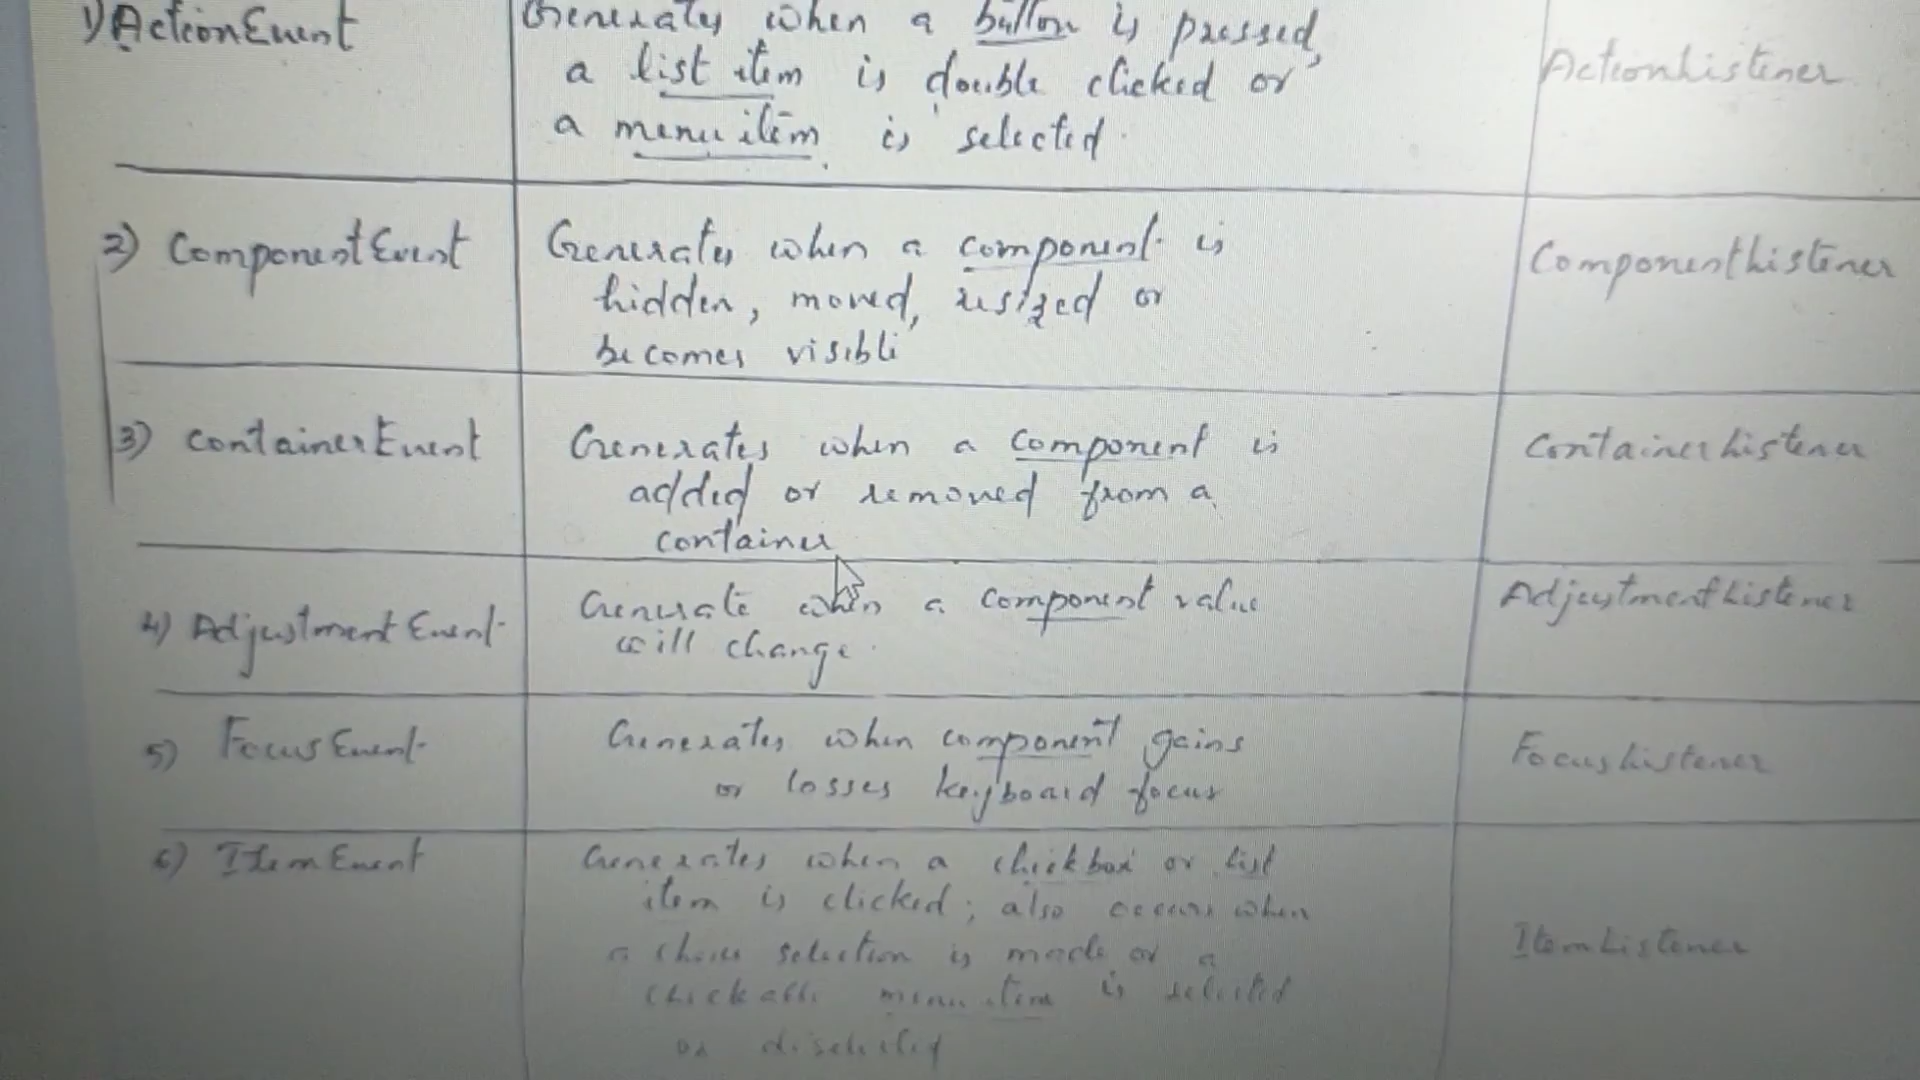 1) ActionEvent
Generates when a button is pressed,
a list item is double clicked or
a menu item is selected.
ActionListener
2) ComponentEvent
Generates when a component is
hidden, moved, resized or
becomes visible
ComponentListener
3) containerEvent
Generates when a component is
added or removed from a
container
ContainerListener
4) AdjustmentEvent
Generate when a component value
will change.
AdjustmentListener
5) FocusEvent
Generates when component gains
or losses keyboard focus
FocusListener
6) ItemEvent
Generates when a checkbox or list
item is clicked; also occurs when
a choice selection is made or a
checkable menu item is selected
or deselected
ItemListener